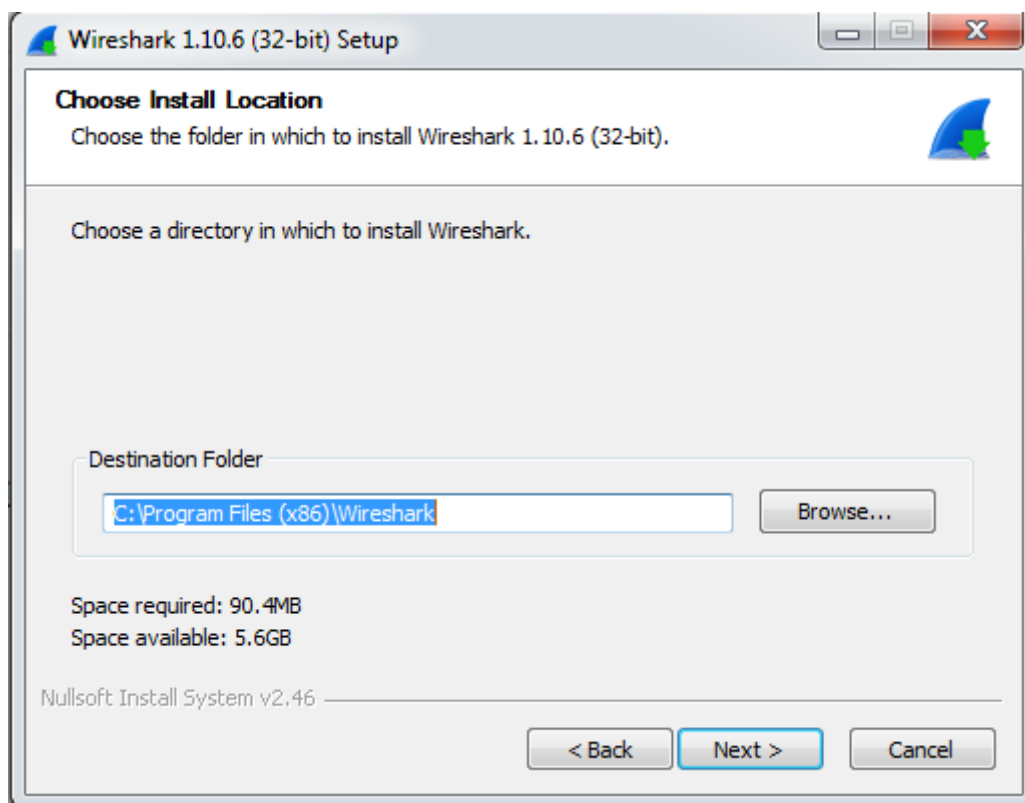 Wireshark 1.10.6 (32-bit) Setup
Choose Install Location
Choose the folder in which to install Wireshark 1.10.6 (32-bit).
Choose a directory in which to install Wireshark.
Destination Folder
C:\Program Files (x86)\Wireshark
Browse...
Space required: 90.4MB
Space available: 5.6GB
Nullsoft Install System v2.46
< Back Next > Cancel